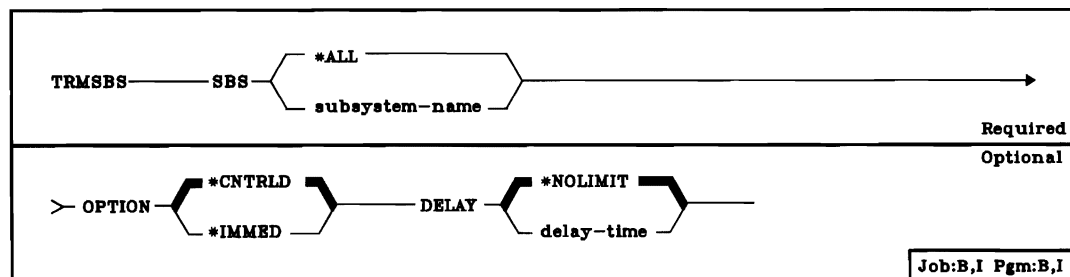 *ALL
TRMSBS SBS
subsystem-name
Required
Optional
*CNTRLD *NOLIMIT
OPTION DELAY
*IMMED delay-time
Job:B,I Pgm:B,I